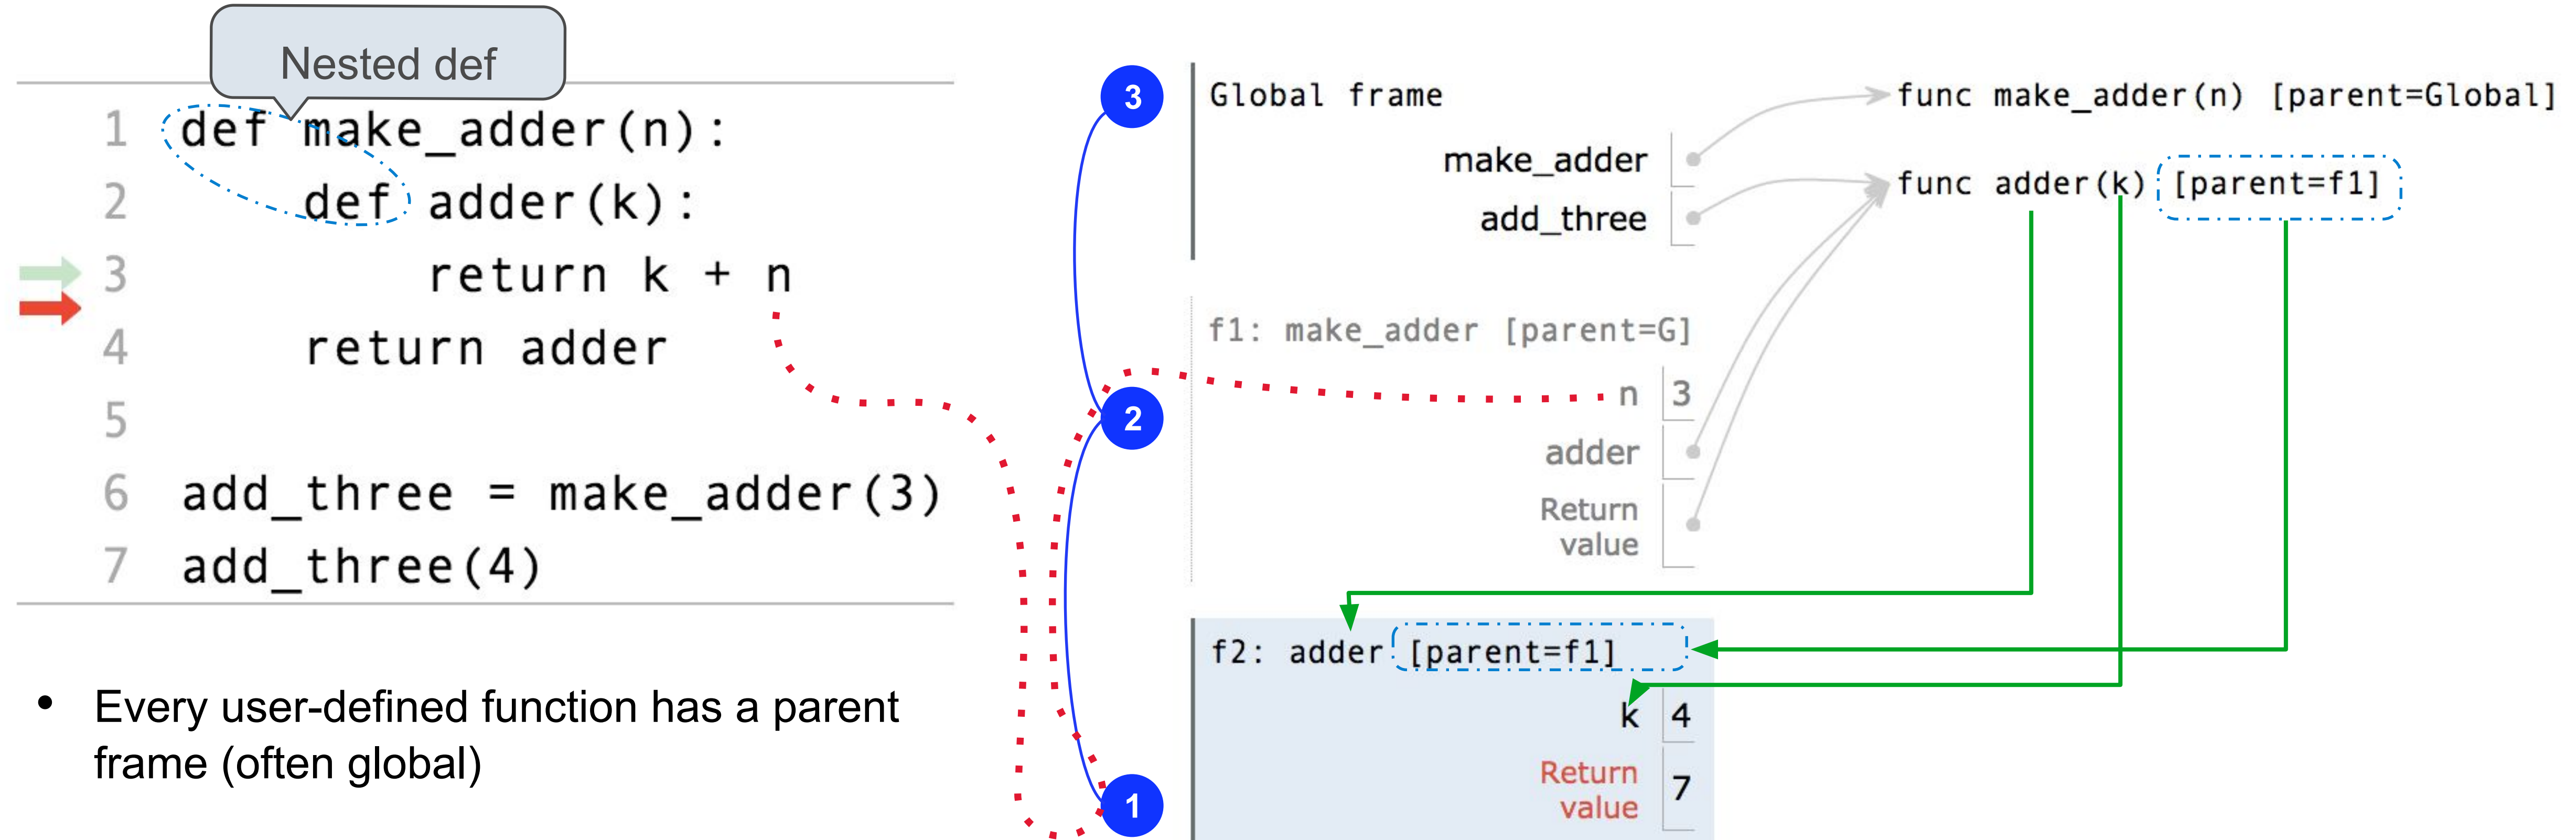 Nested def
1 def make_adder(n):
2     def adder(k):
3         return k + n
4     return adder
5
6 add_three = make_adder(3)
7 add_three(4)
• Every user-defined function has a parent
frame (often global)
3
2
1
Global frame
make_adder
add_three
func make_adder(n) [parent=Global]
func adder(k) [parent=f1]
f1: make_adder [parent=G]
n 3
adder
Return
value
f2: adder [parent=f1]
k 4
Return
value 7